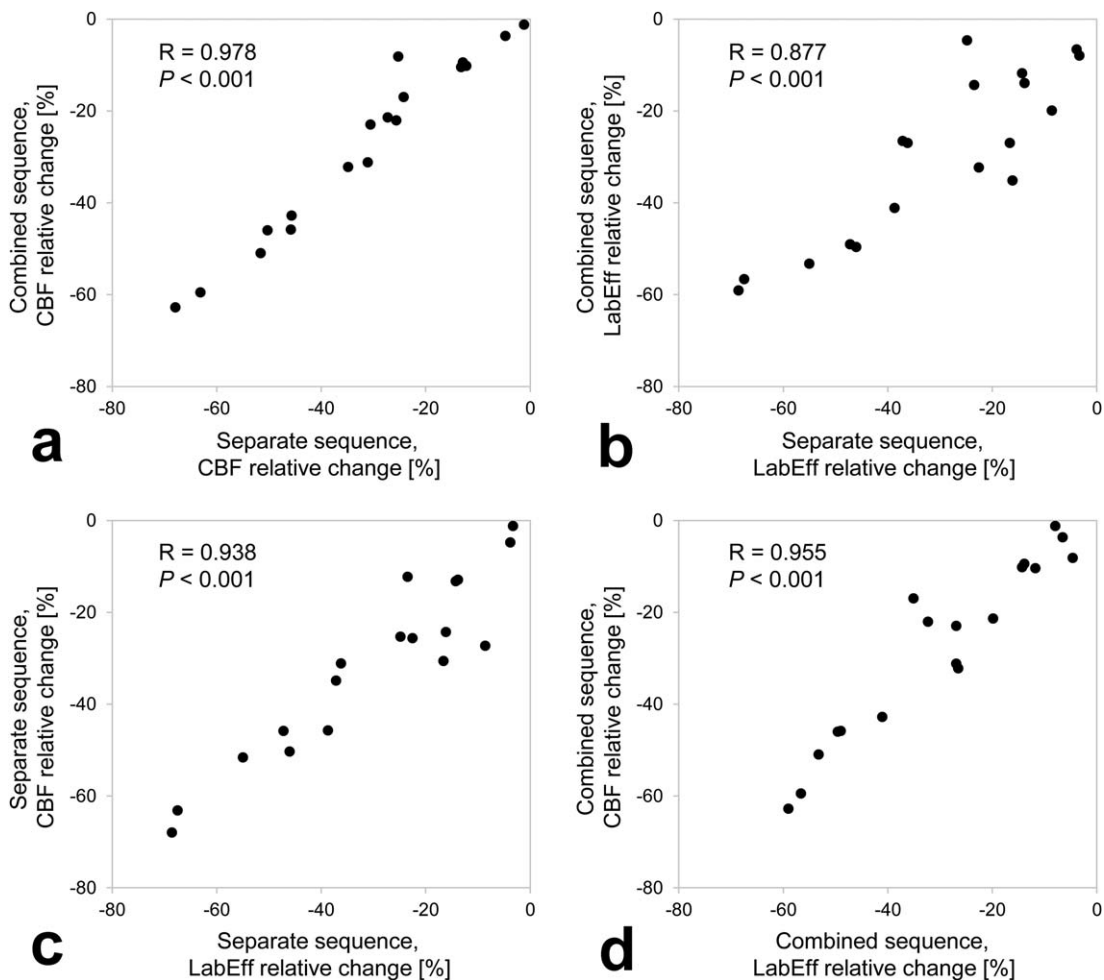 R = 0.978
P < 0.001
Combined sequence,
CBF relative change [%]
0
-20
-40
-60
-80
-80
-60
-40
-20
0
Separate sequence,
CBF relative change [%]
a
R = 0.877
P < 0.001
Combined sequence,
LabEff relative change [%]
0
-20
-40
-60
-80
-80
-60
-40
-20
0
Separate sequence,
LabEff relative change [%]
b
R = 0.938
P < 0.001
Separate sequence,
CBF relative change [%]
0
-20
-40
-60
-80
-80
-60
-40
-20
0
Separate sequence,
LabEff relative change [%]
c
R = 0.955
P < 0.001
Combined sequence,
CBF relative change [%]
0
-20
-40
-60
-80
-80
-60
-40
-20
0
Combined sequence,
LabEff relative change [%]
d